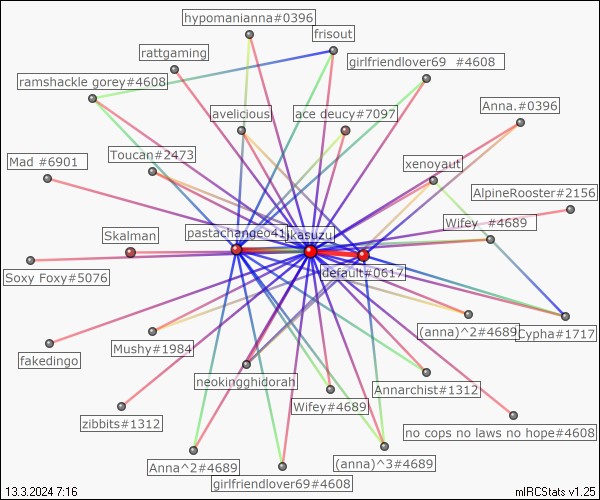 hypomanianna#0396
frisout
rattgaming
girlfriendlover69 #4608
ramshackle gorey#4608
Anna.#0396
avelicious
ace deucy#7097
Toucan#2473
Mad #6901
xenoyaut
AlpineRooster#2156
Wifey #4689
Skalman
pastachangeo41
jkasuzu
default#0617
Soxy Foxy#5076
(anna)^2#4689
Cypha#1717
fakedingo
Mushy#1984
neokingghidorah
Annarchist#1312
Wifey#4689
zibbits#1312
no cops no laws no hope#4608
Anna^2#4689
(anna)^3#4689
girlfriendlover69#4608
13.3.2024 7:16
mIRCStats v1.25